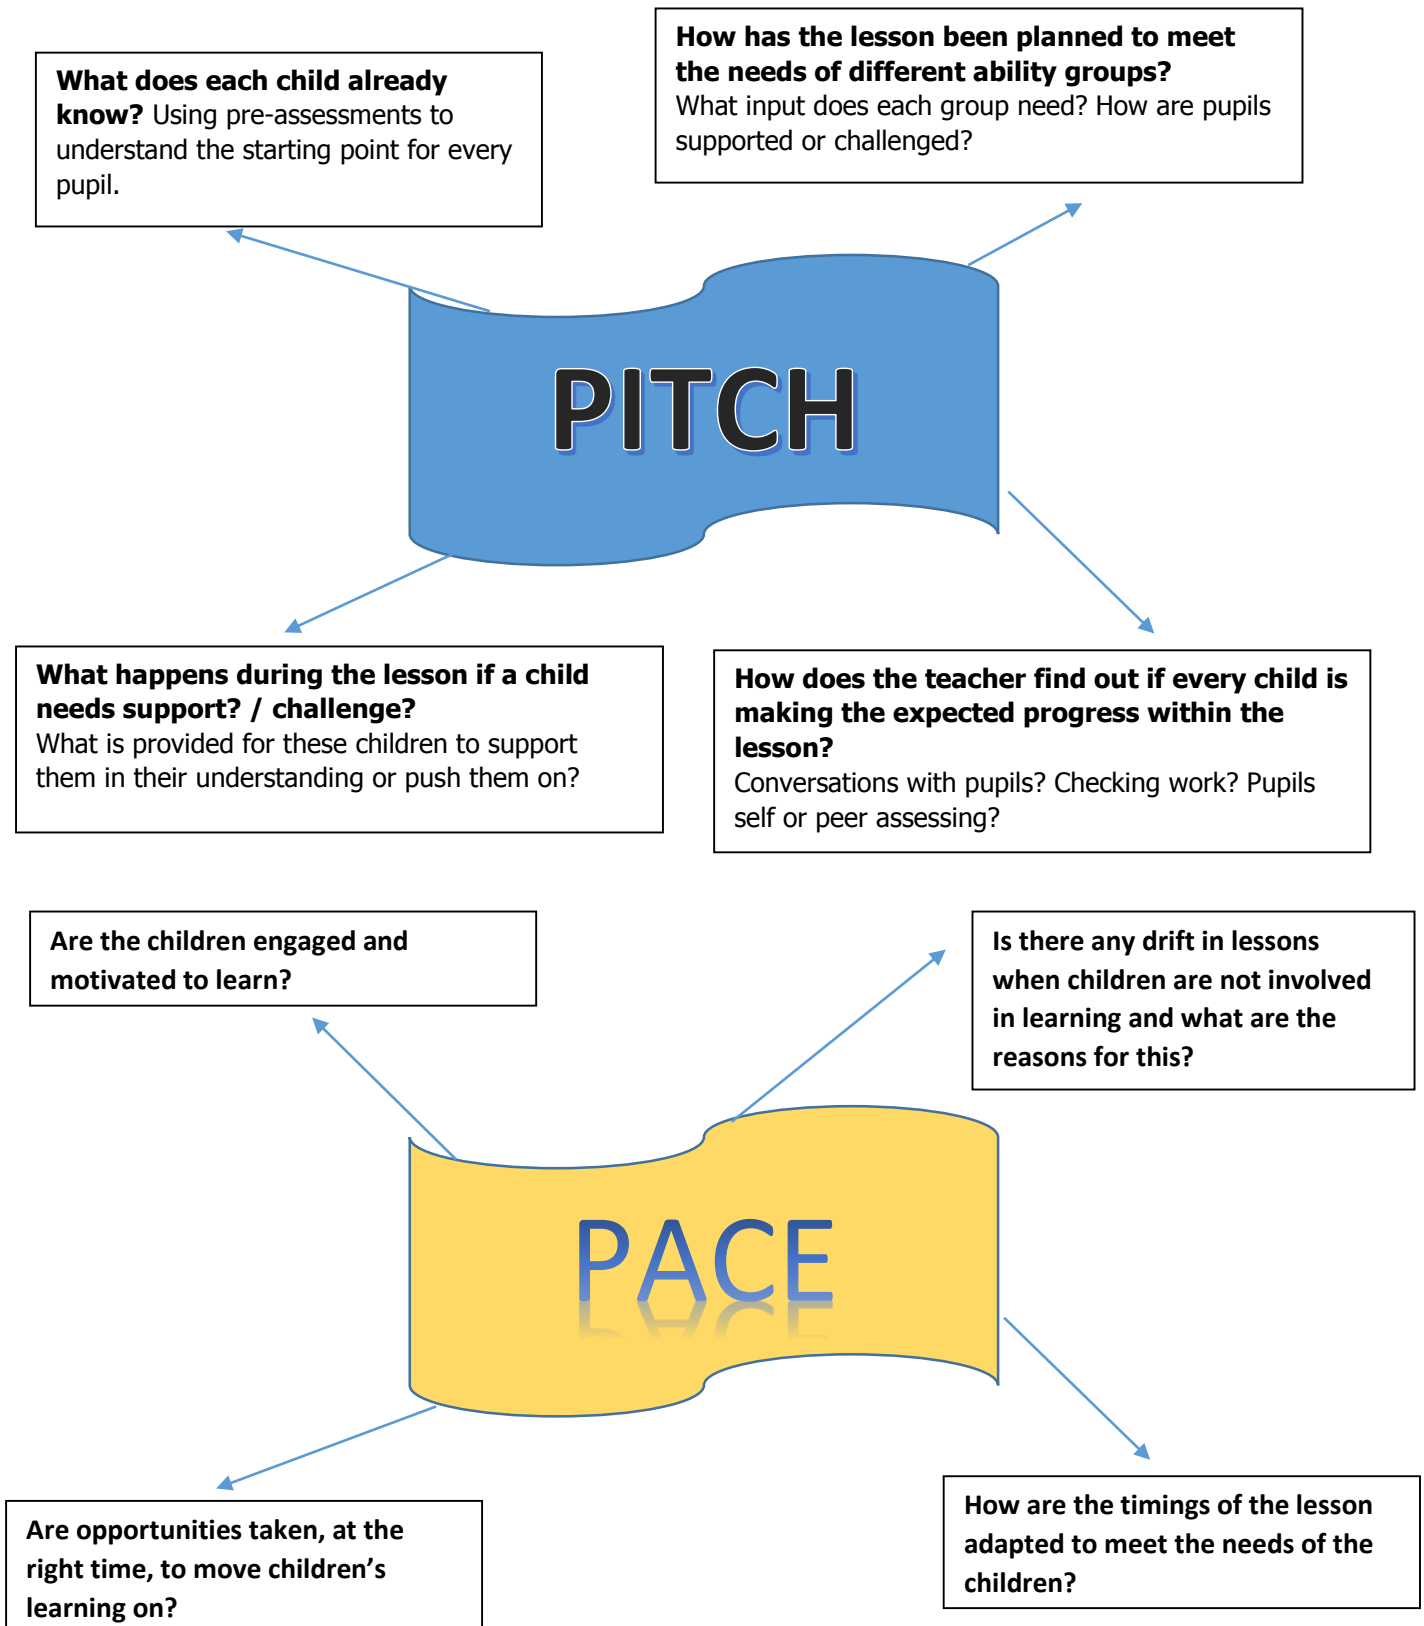 What does each child already
know? Using pre-assessments to
understand the starting point for every
pupil.
How has the lesson been planned to meet
the needs of different ability groups?
What input does each group need? How are pupils
supported or challenged?
PITCH
What happens during the lesson if a child
needs support? / challenge?
What is provided for these children to support
them in their understanding or push them on?
How does the teacher find out if every child is
making the expected progress within the
lesson?
Conversations with pupils? Checking work? Pupils
self or peer assessing?
Are the children engaged and
motivated to learn?
Is there any drift in lessons
when children are not involved
in learning and what are the
reasons for this?
PACE
Are opportunities taken, at the
right time, to move children’s
learning on?
How are the timings of the lesson
adapted to meet the needs of the
children?